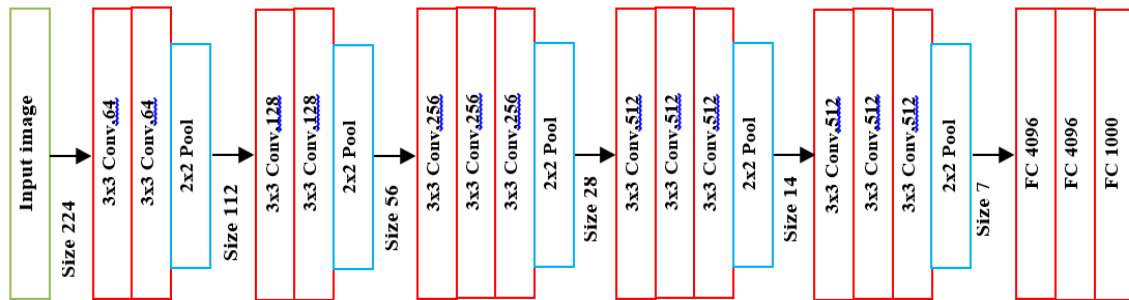 Input image
Size 224
3x3 Conv,64
3x3 Conv,64
2x2 Pool
Size 112
3x3 Conv,128
3x3 Conv,128
2x2 Pool
Size 56
3x3 Conv,256
3x3 Conv,256
3x3 Conv,256
2x2 Pool
Size 28
3x3 Conv,512
3x3 Conv,512
3x3 Conv,512
2x2 Pool
Size 14
3x3 Conv,512
3x3 Conv,512
3x3 Conv,512
2x2 Pool
Size 7
FC 4096
FC 4096
FC 1000